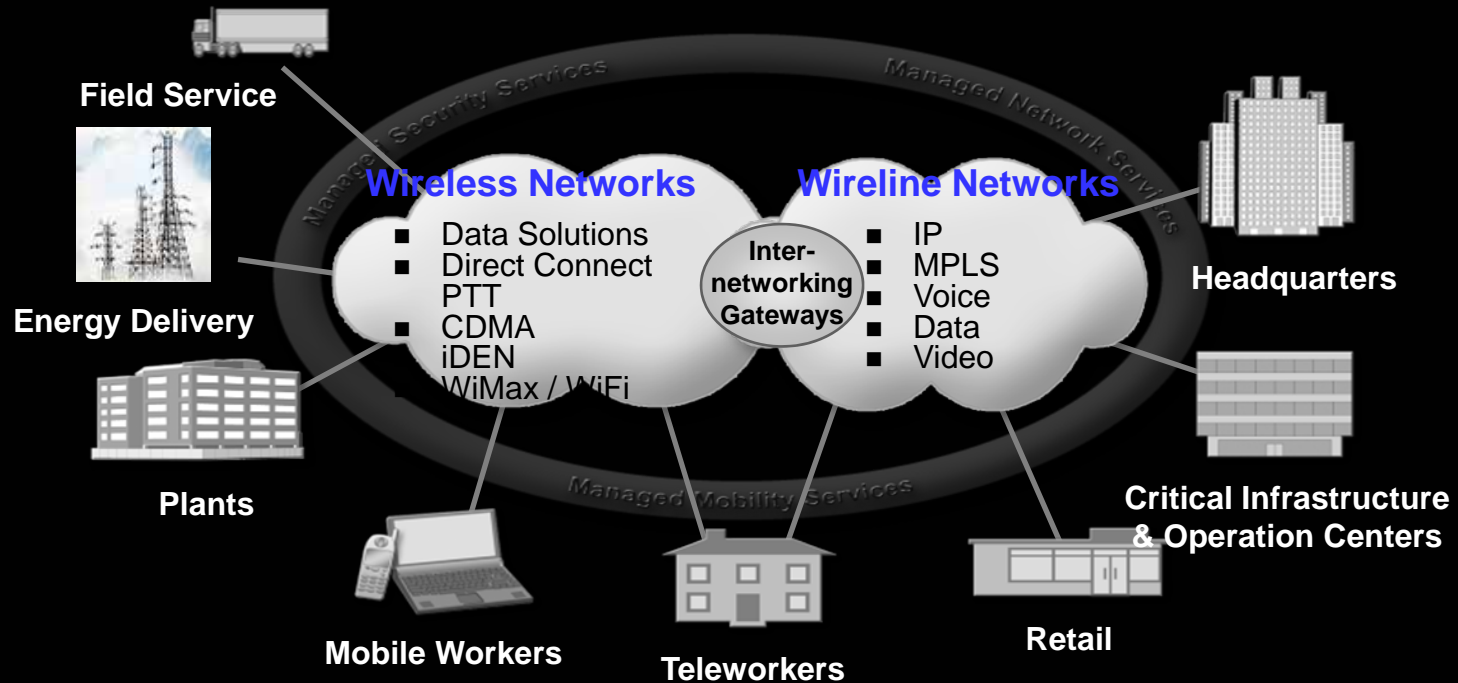 Managed Security Services
Managed Network Services
Field Service
Wireless Networks
■ Data Solutions
■ Direct Connect
PTT
■ CDMA
iDEN
■ WiMax / WiFi
Inter-
networking
Gateways
Wireline Networks
■ IP
■ MPLS
■ Voice
■ Data
■ Video
Headquarters
Energy Delivery
Plants
Managed Mobility Services
Critical Infrastructure
& Operation Centers
Mobile Workers
Teleworkers
Retail